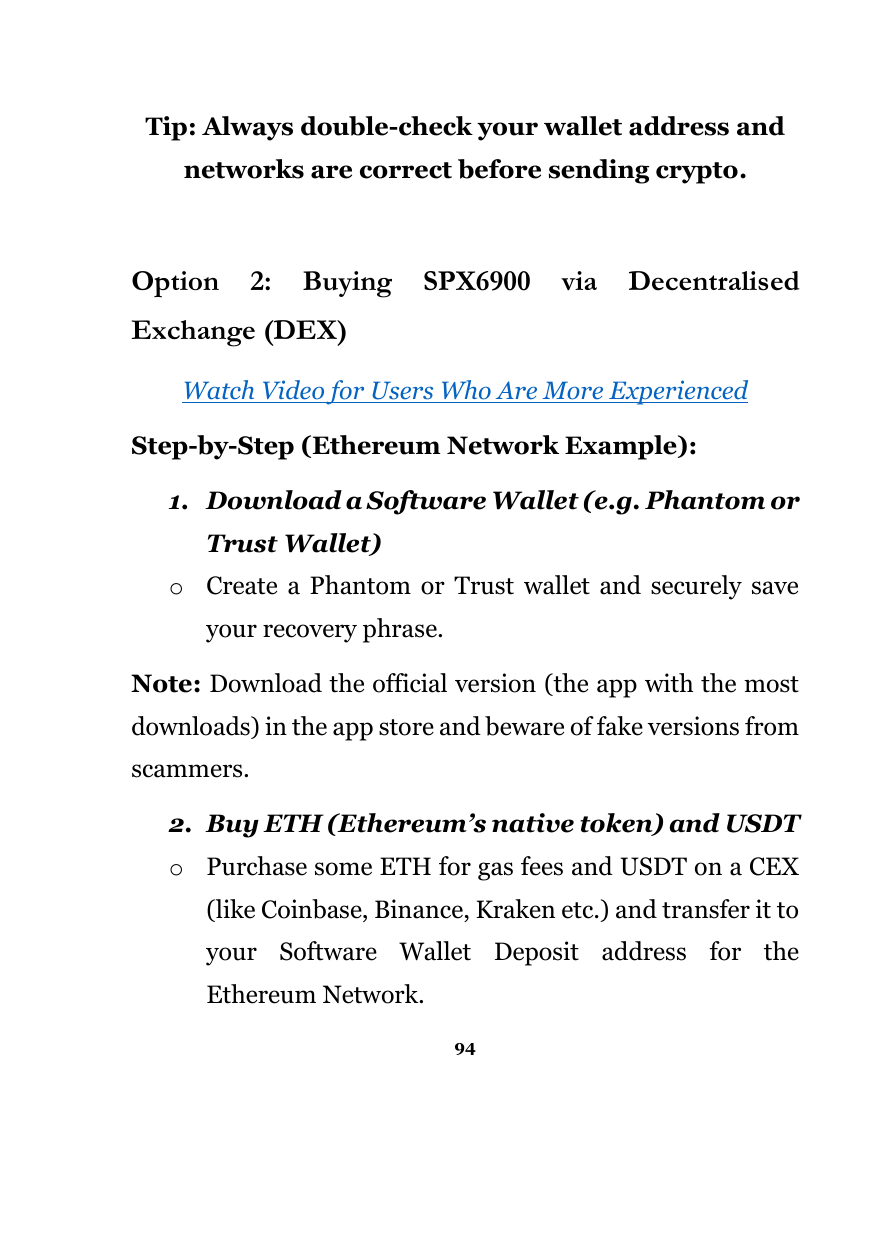 Tip: Always double-check your wallet address and
networks are correct before sending crypto.
Option 2: Buying SPX6900 via Decentralised
Exchange (DEX)
Watch Video for Users Who Are More Experienced
Step-by-Step (Ethereum Network Example):
1. Download a Software Wallet (e.g. Phantom or
Trust Wallet)
o Create a Phantom or Trust wallet and securely save
your recovery phrase.
Note: Download the official version (the app with the most
downloads) in the app store and beware of fake versions from
scammers.
2. Buy ETH (Ethereum’s native token) and USDT
o Purchase some ETH for gas fees and USDT on a CEX
(like Coinbase, Binance, Kraken etc.) and transfer it to
your Software Wallet Deposit address for the
Ethereum Network.
94